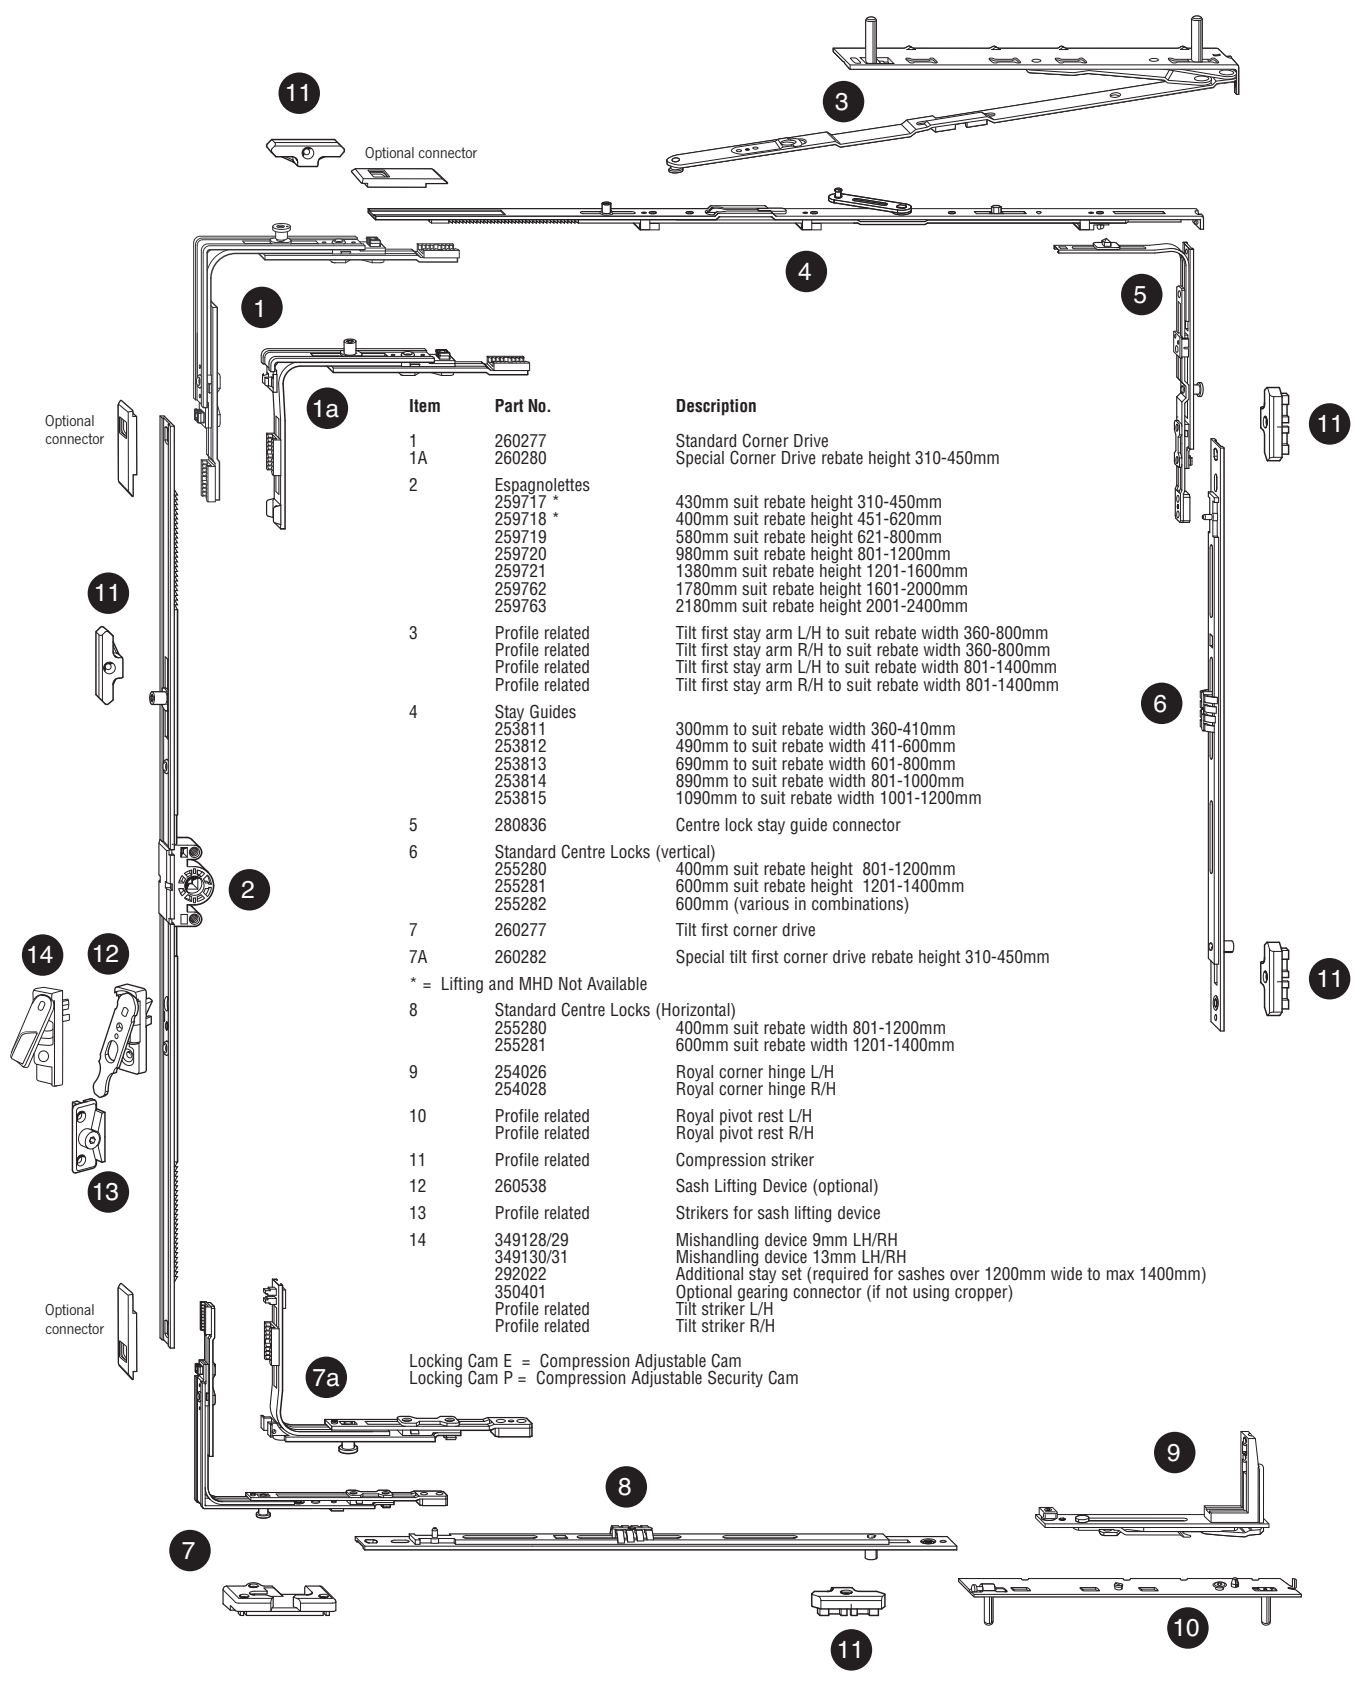 11
3
Optional connector
4
5
1
1a
Optional
connector
11
11
2
6
14
12
11
13
Item Part No. Description
1 260277 Standard Corner Drive
1A 260280 Special Corner Drive rebate height 310-450mm
2 Espagnolettes
259717 * 430mm suit rebate height 310-450mm
259718 * 400mm suit rebate height 451-620mm
259719 580mm suit rebate height 621-800mm
259720 980mm suit rebate height 801-1200mm
259721 1380mm suit rebate height 1201-1600mm
259762 1780mm suit rebate height 1601-2000mm
259763 2180mm suit rebate height 2001-2400mm
3 Profile related Tilt first stay arm L/H to suit rebate width 360-800mm
Profile related Tilt first stay arm R/H to suit rebate width 360-800mm
Profile related Tilt first stay arm L/H to suit rebate width 801-1400mm
Profile related Tilt first stay arm R/H to suit rebate width 801-1400mm
4 Stay Guides
253811 300mm to suit rebate width 360-410mm
253812 490mm to suit rebate width 411-600mm
253813 690mm to suit rebate width 601-800mm
253814 890mm to suit rebate width 801-1000mm
253815 1090mm to suit rebate width 1001-1200mm
5 280836 Centre lock stay guide connector
6 Standard Centre Locks (vertical)
255280 400mm suit rebate height 801-1200mm
255281 600mm suit rebate height 1201-1400mm
255282 600mm (various in combinations)
7 260277 Tilt first corner drive
7A 260282 Special tilt first corner drive rebate height 310-450mm
* = Lifting and MHD Not Available
8 Standard Centre Locks (Horizontal)
255280 400mm suit rebate width 801-1200mm
255281 600mm suit rebate width 1201-1400mm
9 254026 Royal corner hinge L/H
254028 Royal corner hinge R/H
10 Profile related Royal pivot rest L/H
Profile related Royal pivot rest R/H
11 Profile related Compression striker
12 260538 Sash Lifting Device (optional)
13 Profile related Strikers for sash lifting device
14 349128/29 Mishandling device 9mm LH/RH
349130/31 Mishandling device 13mm LH/RH
292022 Additional stay set (required for sashes over 1200mm wide to max 1400mm)
350401 Optional gearing connector (if not using cropper)
Profile related Tilt striker L/H
Profile related Tilt striker R/H
Locking Cam E = Compression Adjustable Cam
Locking Cam P = Compression Adjustable Security Cam
Optional
connector
7a
9
8
7
10
11